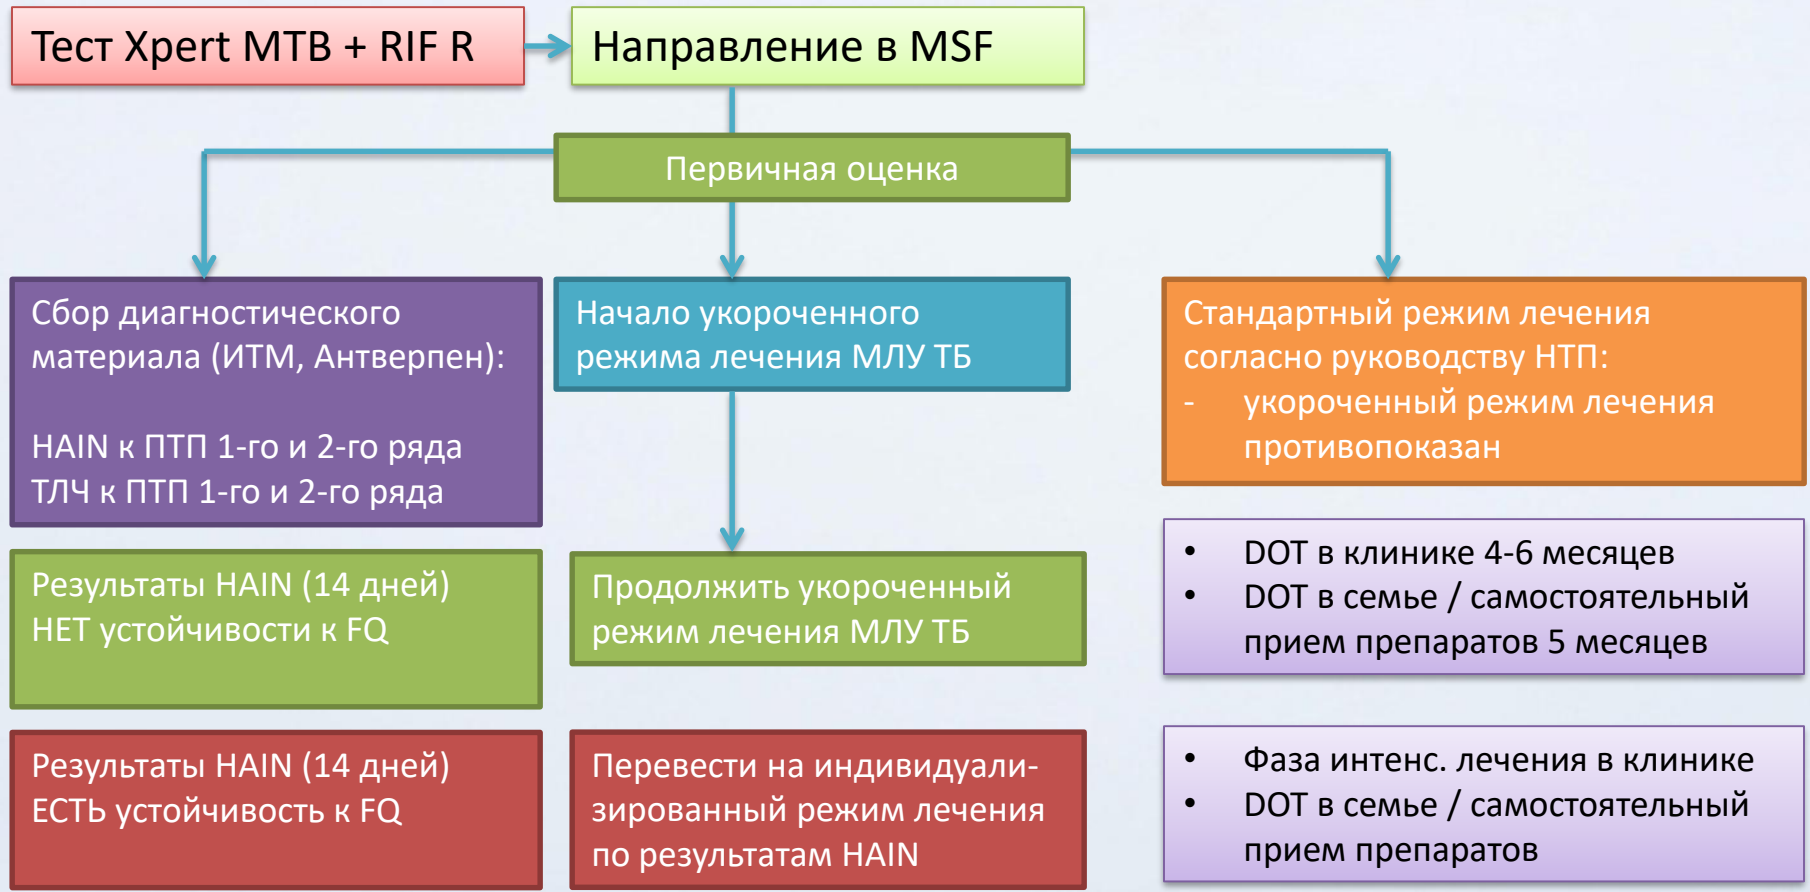 Тест Xpert MTB + RIF R
Направление в MSF
Первичная оценка
Сбор диагностического
материала (ИТМ, Антверпен):
HAIN к ПТП 1-го и 2-го ряда
ТЛЧ к ПТП 1-го и 2-го ряда
Начало укороченного
режима лечения МЛУ ТБ
Стандартный режим лечения
согласно руководству НТП:
- укороченный режим лечения
противопоказан
Результаты HAIN (14 дней)
НЕТ устойчивости к FQ
Продолжить укороченный
режим лечения МЛУ ТБ
• DOT в клинике 4-6 месяцев
• DOT в семье / самостоятельный
прием препаратов 5 месяцев
Результаты HAIN (14 дней)
ЕСТЬ устойчивость к FQ
Перевести на индивидуали-
зированный режим лечения
по результатам HAIN
• Фаза интенс. лечения в клинике
• DOT в семье / самостоятельный
прием препаратов